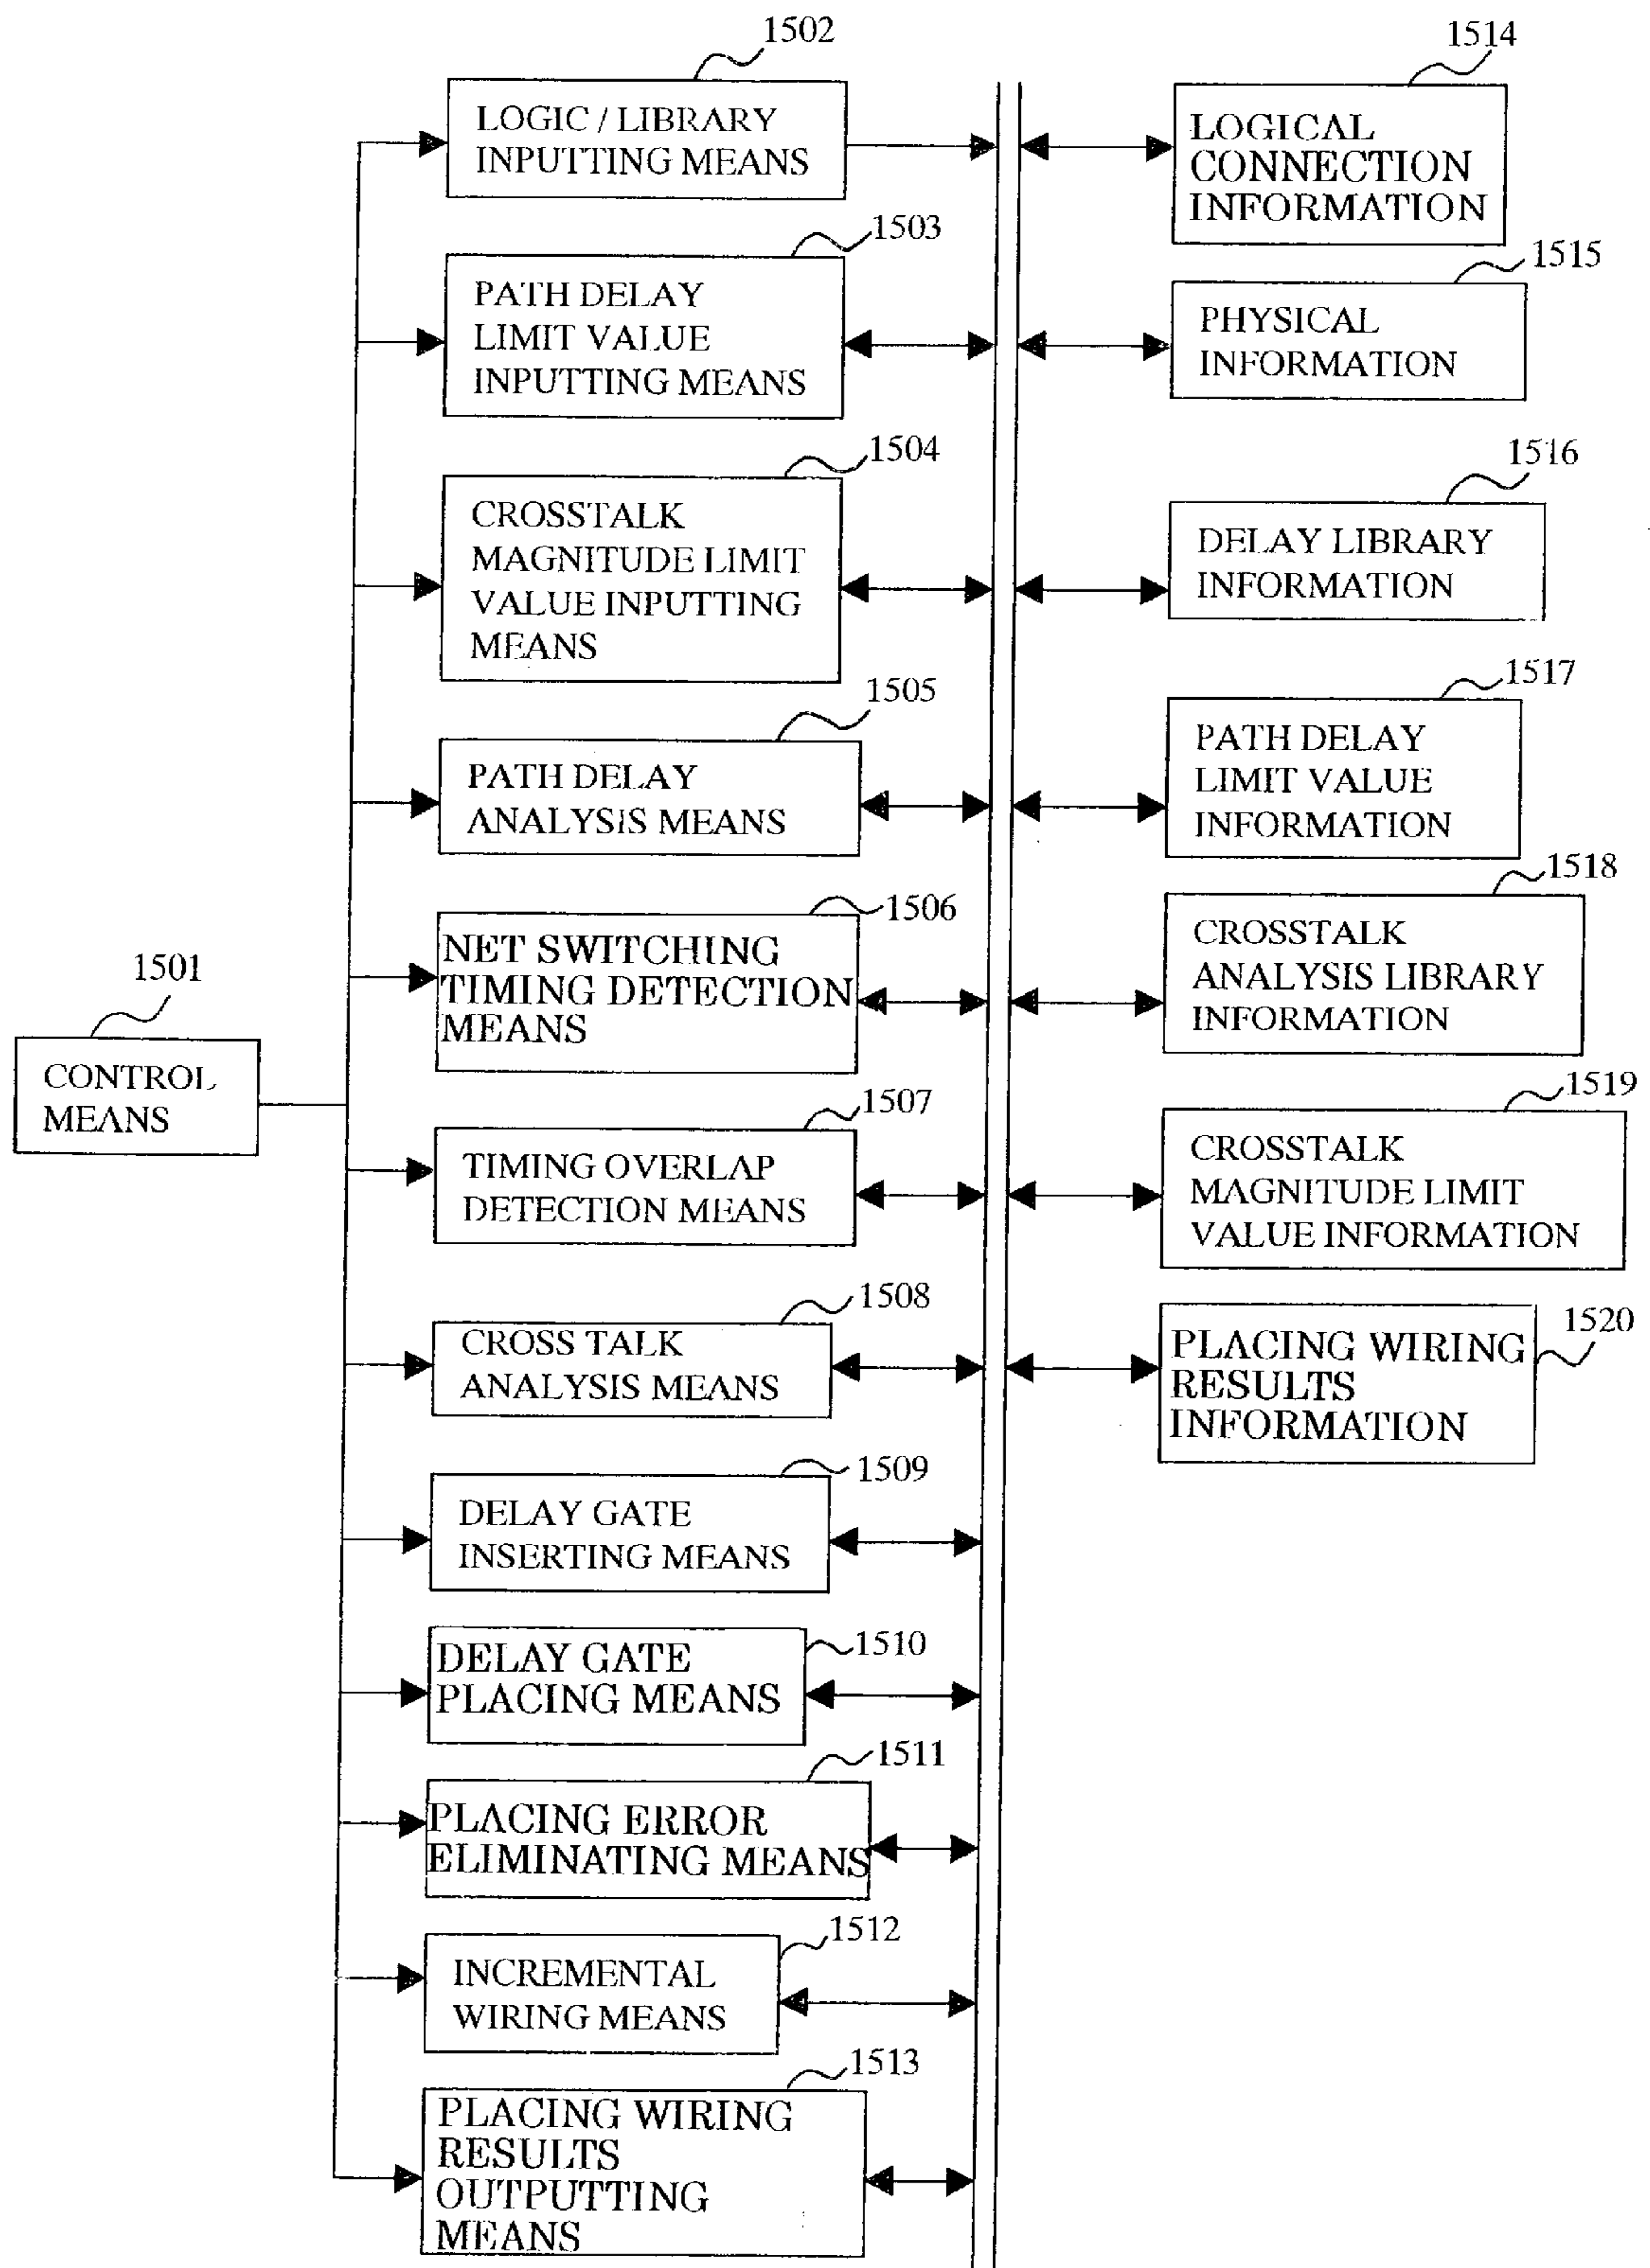 1502
LOGIC / LIBRARY
INPUTTING MEANS
1503
PATH DELAY
LIMIT VALUE
INPUTTING MEANS
1504
CROSSTALK
MAGNITUDE LIMIT
VALUE INPUTTING
MEANS
1505
PATH DELAY
ANALYSIS MEANS
1506
NET SWITCHING
TIMING DETECTION
MEANS
1501
CONTROL
MEANS
1507
TIMING OVERLAP
DETECTION MEANS
1508
CROSS TALK
ANALYSIS MEANS
1509
DELAY GATE
INSERTING MEANS
1510
DELAY GATE
PLACING MEANS
1511
PLACING ERROR
ELIMINATING MEANS
1512
INCREMENTAL
WIRING MEANS
1513
PLACING WIRING
RESULTS
OUTPUTTING
MEANS
1514
LOGICAL
CONNECTION
INFORMATION
1515
PHYSICAL
INFORMATION
1516
DELAY LIBRARY
INFORMATION
1517
PATH DELAY
LIMIT VALUE
INFORMATION
1518
CROSSTALK
ANALYSIS LIBRARY
INFORMATION
1519
CROSSTALK
MAGNITUDE LIMIT
VALUE INFORMATION
1520
PLACING WIRING
RESULTS
INFORMATION